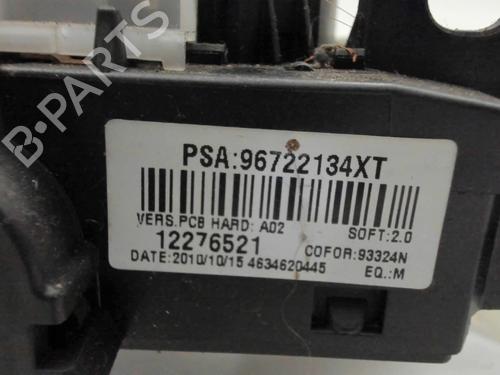 B-PARTS
PSA:96722134XT
VERS.PCB HARD: A02 SOFT:2.0
12276521 COFOR:93324N
DATE:2010/10/15 4634620445 EQ.:M